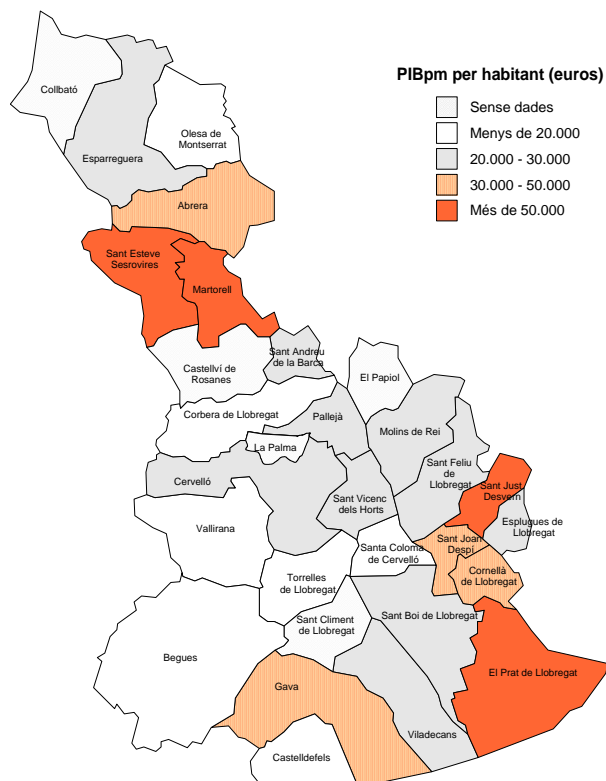 PIBpm per habitant (euros)
Sense dades
Menys de 20.000
20.000 - 30.000
30.000 - 50.000
Més de 50.000
Collbató
Olesa de
Montserrat
Esparreguera
Abrera
Sant Esteve
Sesrovires
Martorell
Sant Andreu
de la Barca
Castellví de
Rosanes
El Papiol
Corbera de Llobregat
Pallejà
Molins de Rei
La Palma
Sant Feliu
de
Llobregat
Cervelló
Sant Just
Desvern
Sant Vicenc
dels Horts
Esplugues de
Llobregat
Vallirana
Sant Joan
Despí
Santa Coloma
de Cervelló
Cornellà
de Llobregat
Torrelles
de Llobregat
Sant Boi de Llobregat
Sant Climent
de Llobregat
Begues
El Prat de Llobregat
Gava
Viladecans
Castelldefels